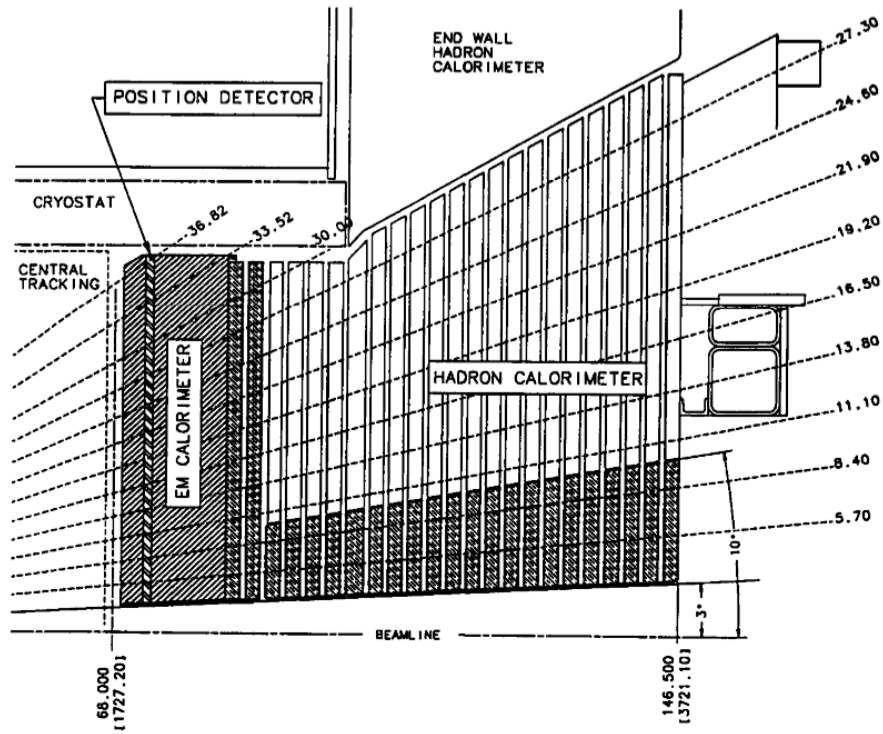 END WALL
HADRON
CALORIMETER
27.30
24.60
POSITION DETECTOR
21.90
CRYOSTAT
36.82
33.52
30.00
19.20
CENTRAL
TRACKING
16.50
EM CALORIMETER
HADRON CALORIMETER
13.80
11.10
8.40
5.70
10°
3°
BEAMLINE
68.000
[1727.20]
146.500
[3721.10]